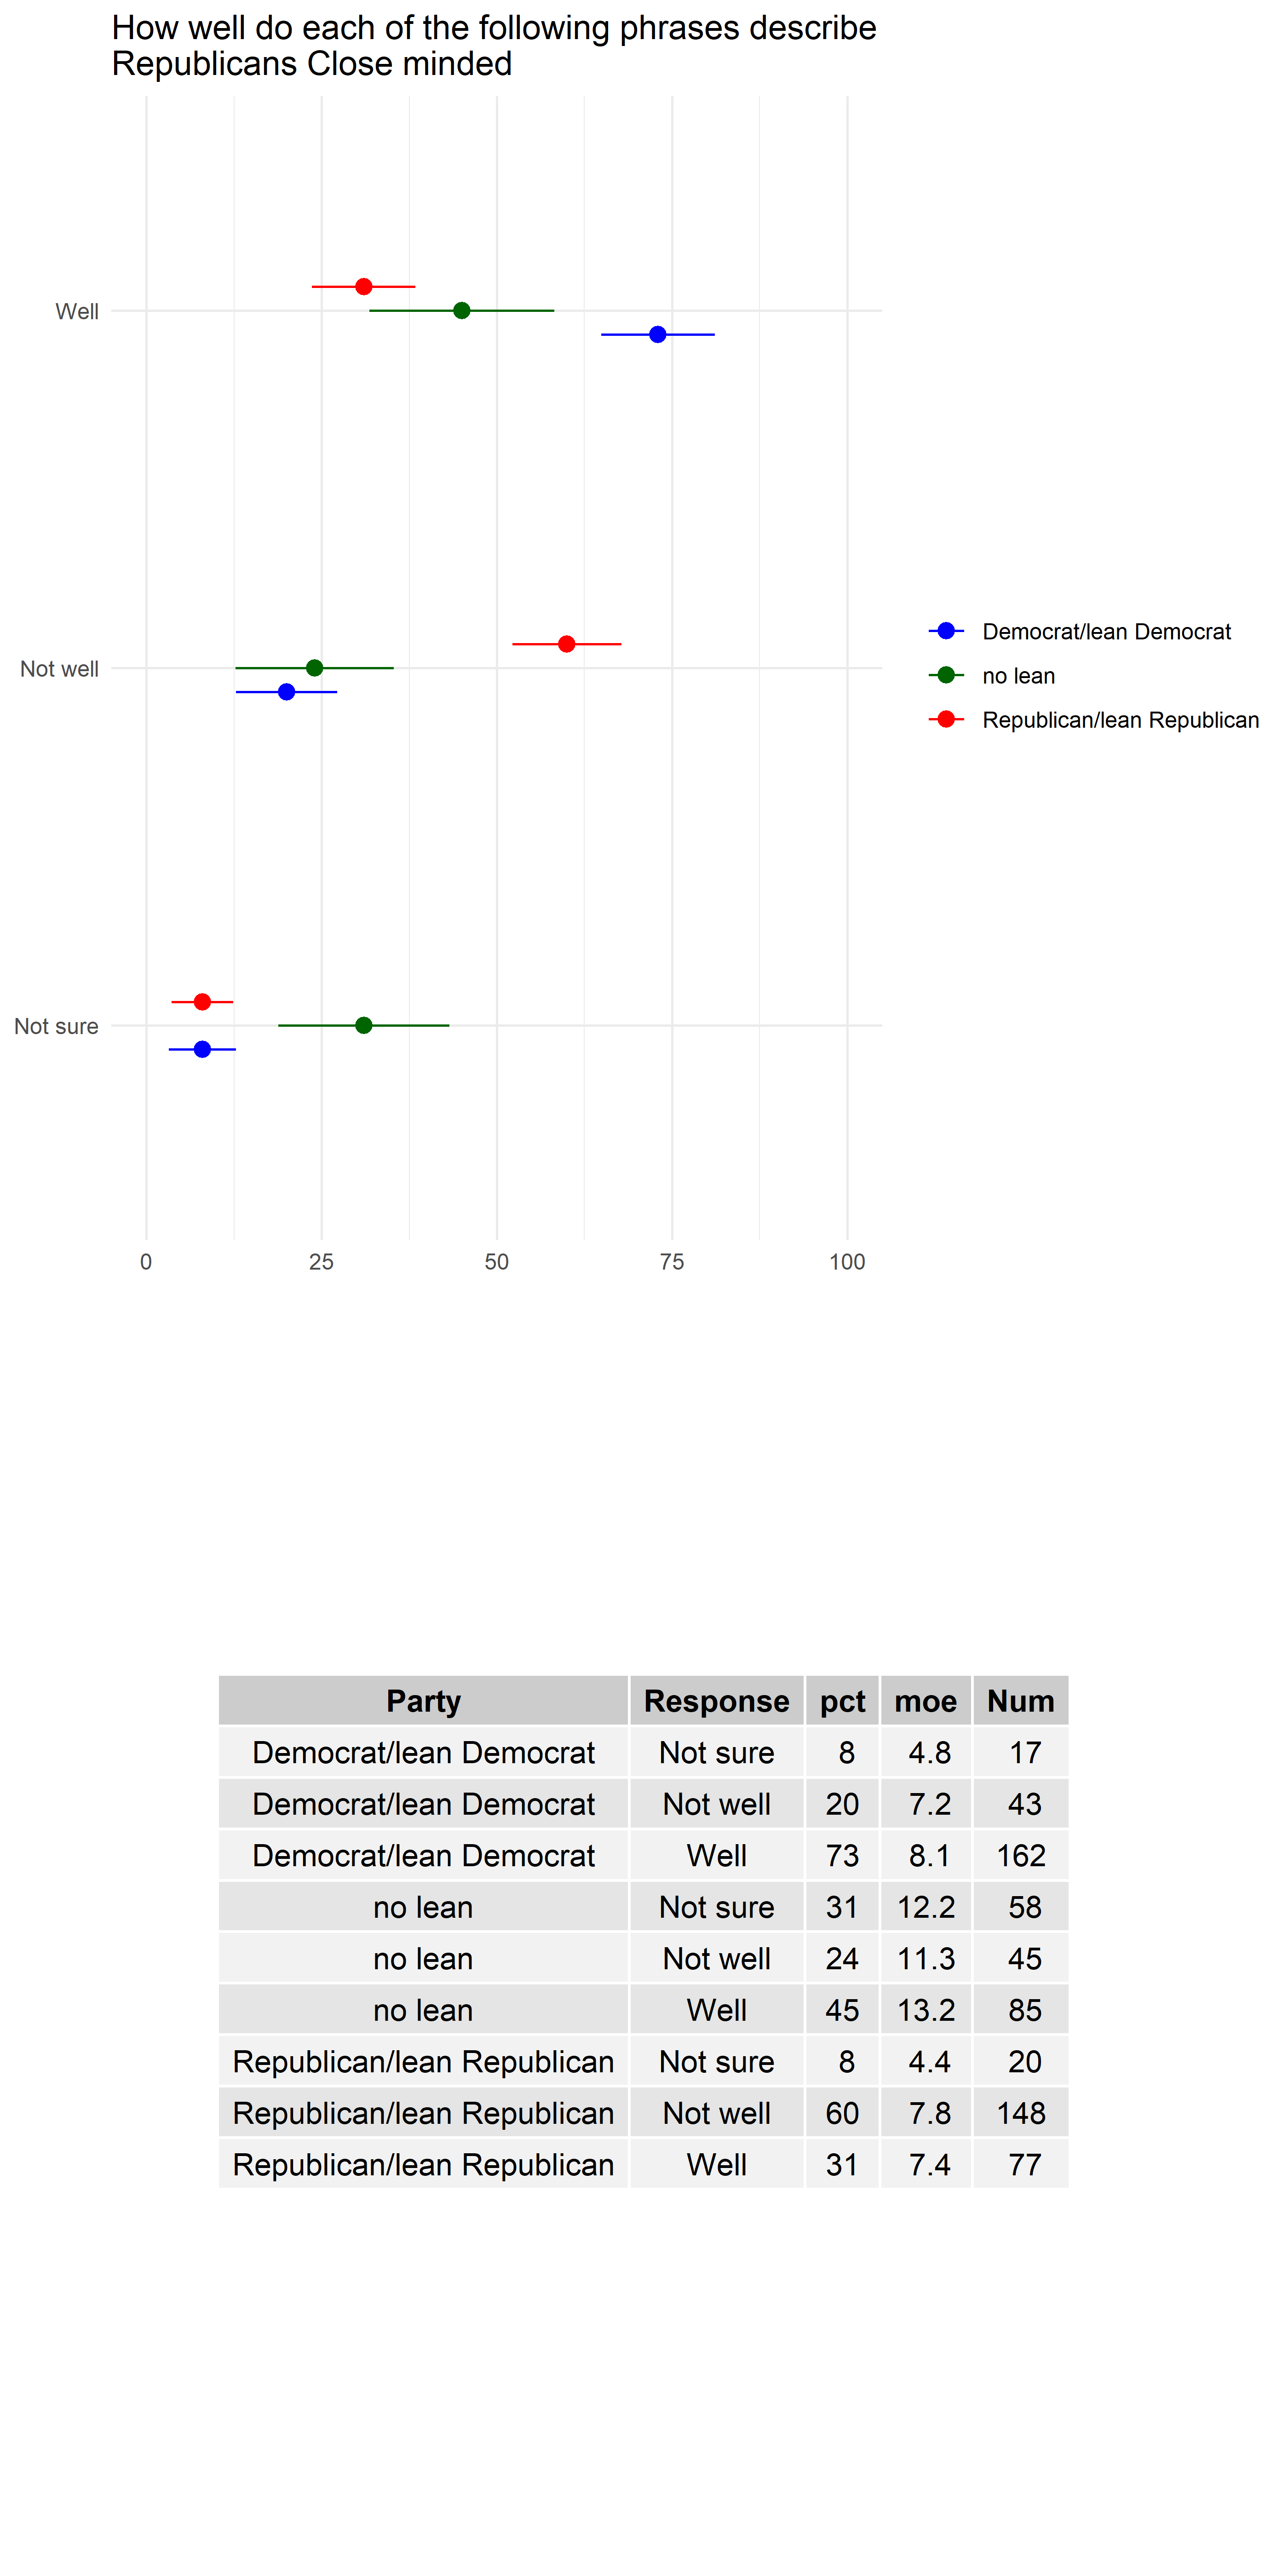 How well do each of the following phrases describe
Republicans Close minded
Well
Not well
Not sure
0 25 50 75 100
Democrat/lean Democrat
no lean
Republican/lean Republican
Party Response pct moe Num
Democrat/lean Democrat Not sure 8 4.8 17
Democrat/lean Democrat Not well 20 7.2 43
Democrat/lean Democrat Well 73 8.1 162
no lean Not sure 31 12.2 58
no lean Not well 24 11.3 45
no lean Well 45 13.2 85
Republican/lean Republican Not sure 8 4.4 20
Republican/lean Republican Not well 60 7.8 148
Republican/lean Republican Well 31 7.4 77